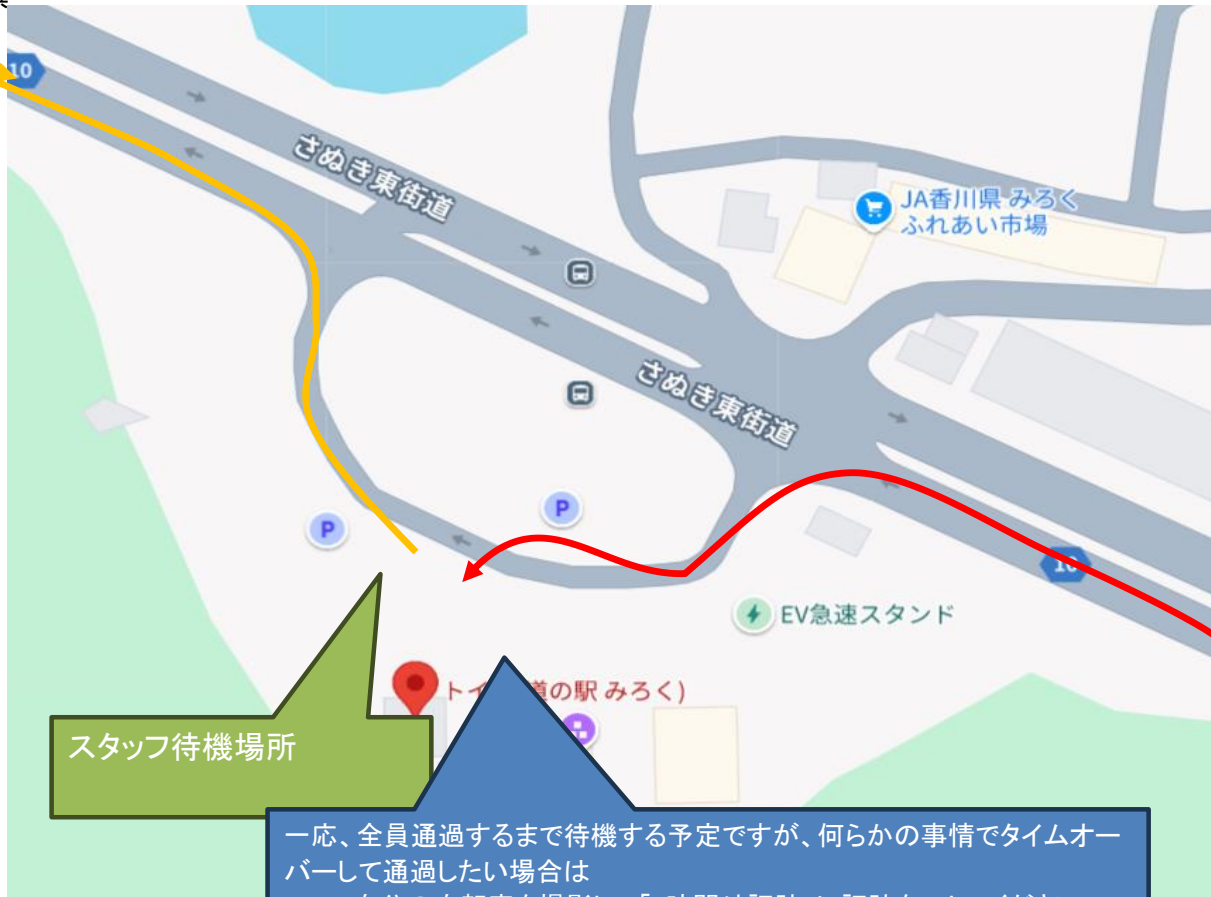 10
さぬき東街道
JA香川県 みろく
ふれあい市場
さぬき東街道
P
P
10
EV急速スタンド
道の駅 みろく)
スタッフ待機場所
一応、全員通過するまで待機する予定ですが、何らかの事情でタイムオー
バーして通過したい場合は